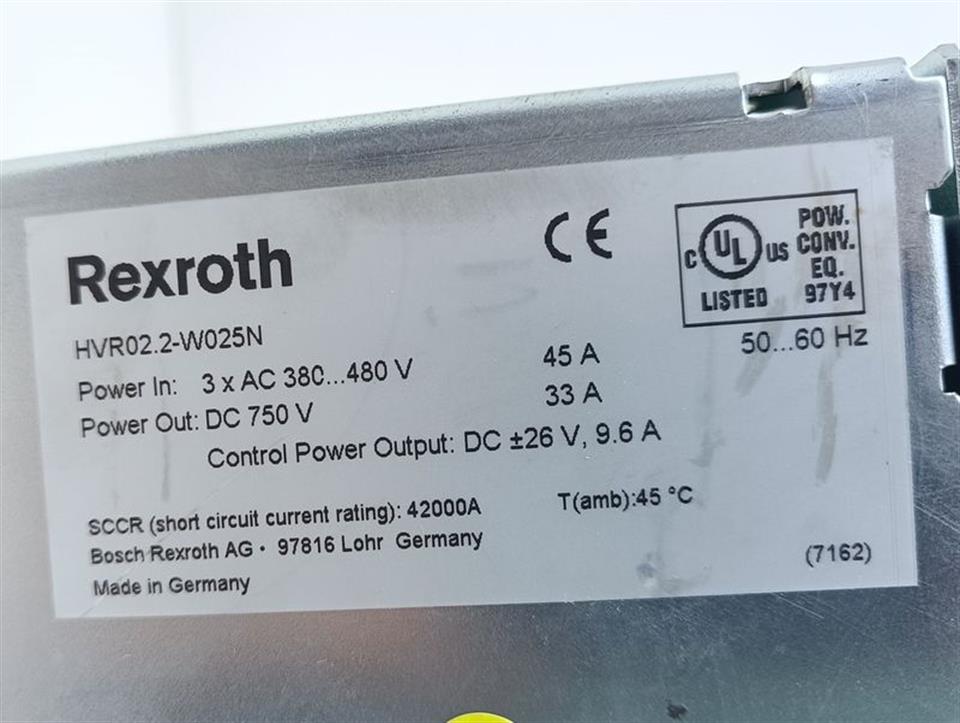 Rexroth
CE
C UL US
LISTED
POW.
CONV.
EQ.
97Y4
HVR02.2-W025N
50...60 Hz
Power In: 3 x AC 380...480 V 45 A
Power Out: DC 750 V 33 A
Control Power Output: DC ±26 V, 9.6 A
SCCR (short circuit current rating): 42000A T(amb):45 °C
Bosch Rexroth AG · 97816 Lohr Germany
Made in Germany (7162)